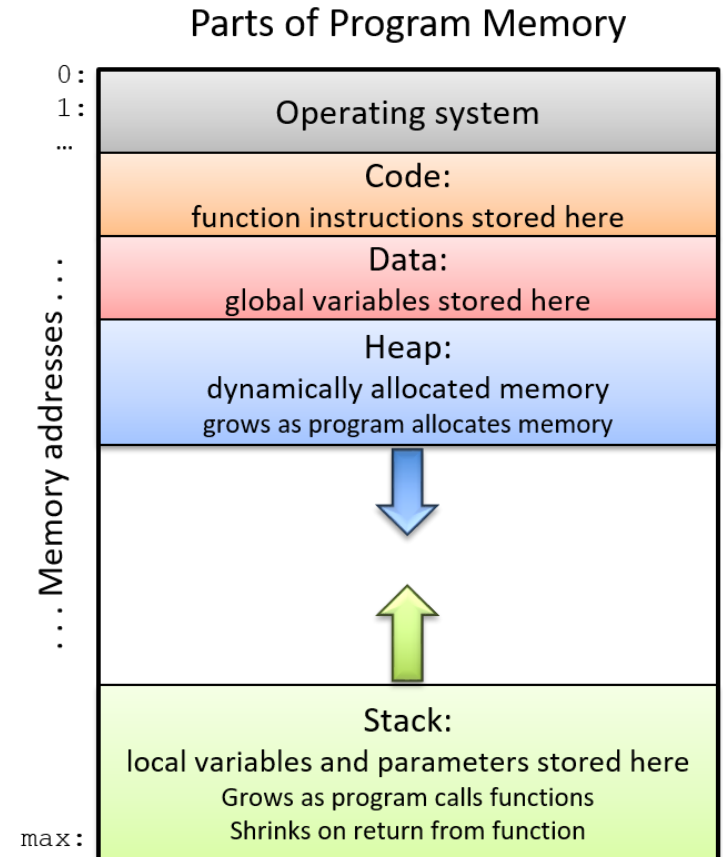 Parts of Program Memory
0:
1:
…
Operating system
Code:
function instructions stored here
Data:
global variables stored here
Heap:
dynamically allocated memory
grows as program allocates memory
. . . Memory addresses . . .
Stack:
local variables and parameters stored here
Grows as program calls functions
Shrinks on return from function
max: